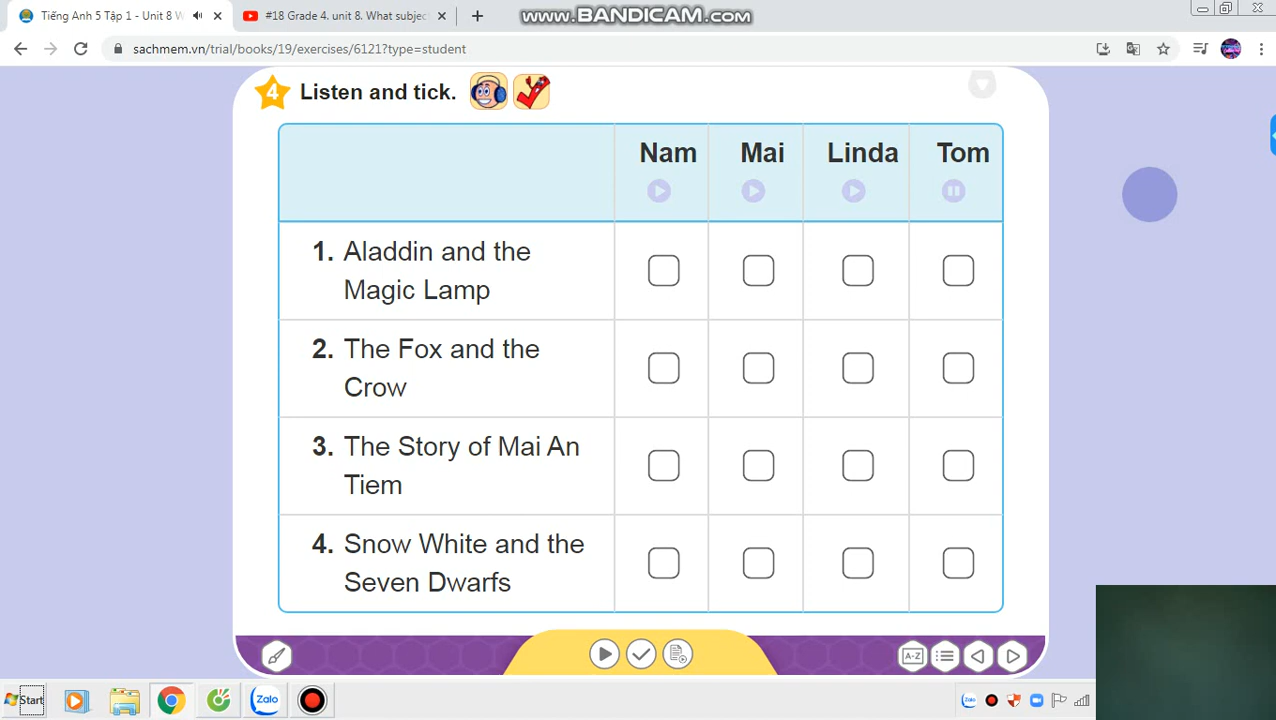 Tiếng Anh 5 Tập 1 - Unit 8 W
#18 Grade 4. unit 8. What subjec
www.BANDICAM.com
sachmem.vn/trial/books/19/exercises/6121?type=student
4 Listen and tick.
Nam Mai Linda Tom
1. Aladdin and the
Magic Lamp
2. The Fox and the
Crow
3. The Story of Mai An
Tiem
4. Snow White and the
Seven Dwarfs
A-Z
Start
Zalo
Zalo